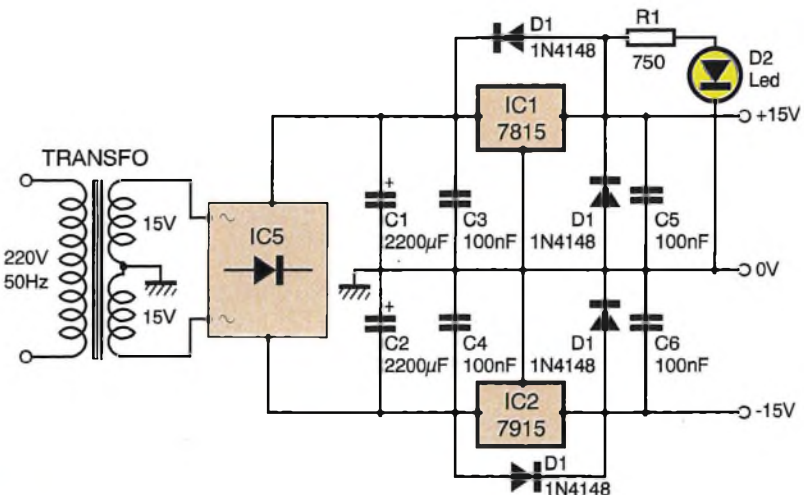 D1
1N4148
R1
750
D2
Led
IC1
7815
+15V
TRANSFO
220V
50Hz
15V
15V
~
~
IC5
+
C1
2200µF
C3
100nF
D1
1N4148
C5
100nF
0V
+
C2
2200µF
C4
100nF
D1
1N4148
C6
100nF
IC2
7915
-15V
D1
1N4148